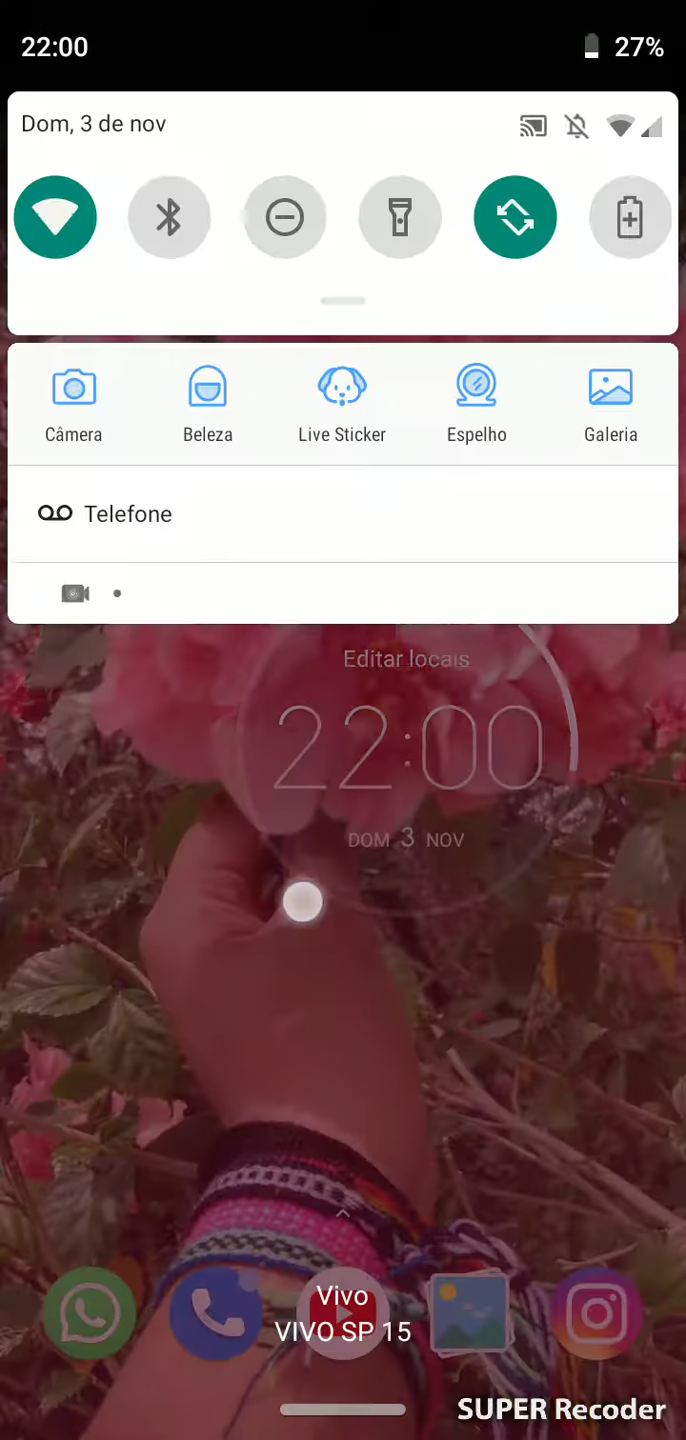 22:00
27%
Dom, 3 de nov
Câmera
Beleza
Live Sticker
Espelho
Galeria
Telefone
Editar locais
22:00
DOM 3 NOV
Vivo
VIVO SP 15
SUPER Recoder